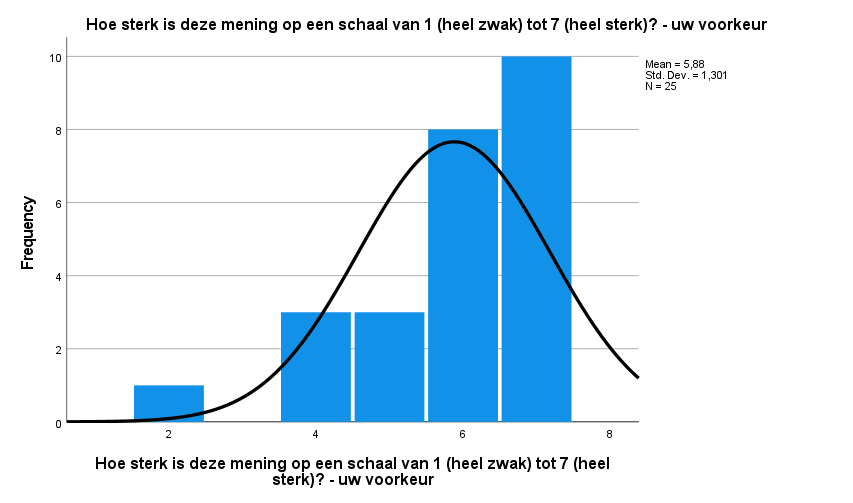 Hoe sterk is deze mening op een schaal van 1 (heel zwak) tot 7 (heel sterk)? - uw voorkeur
Mean = 5,88
Std. Dev. = 1,301
N = 25
Frequency
10
8
6
4
2
0
2 4 6 8
Hoe sterk is deze mening op een schaal van 1 (heel zwak) tot 7 (heel
sterk)? - uw voorkeur